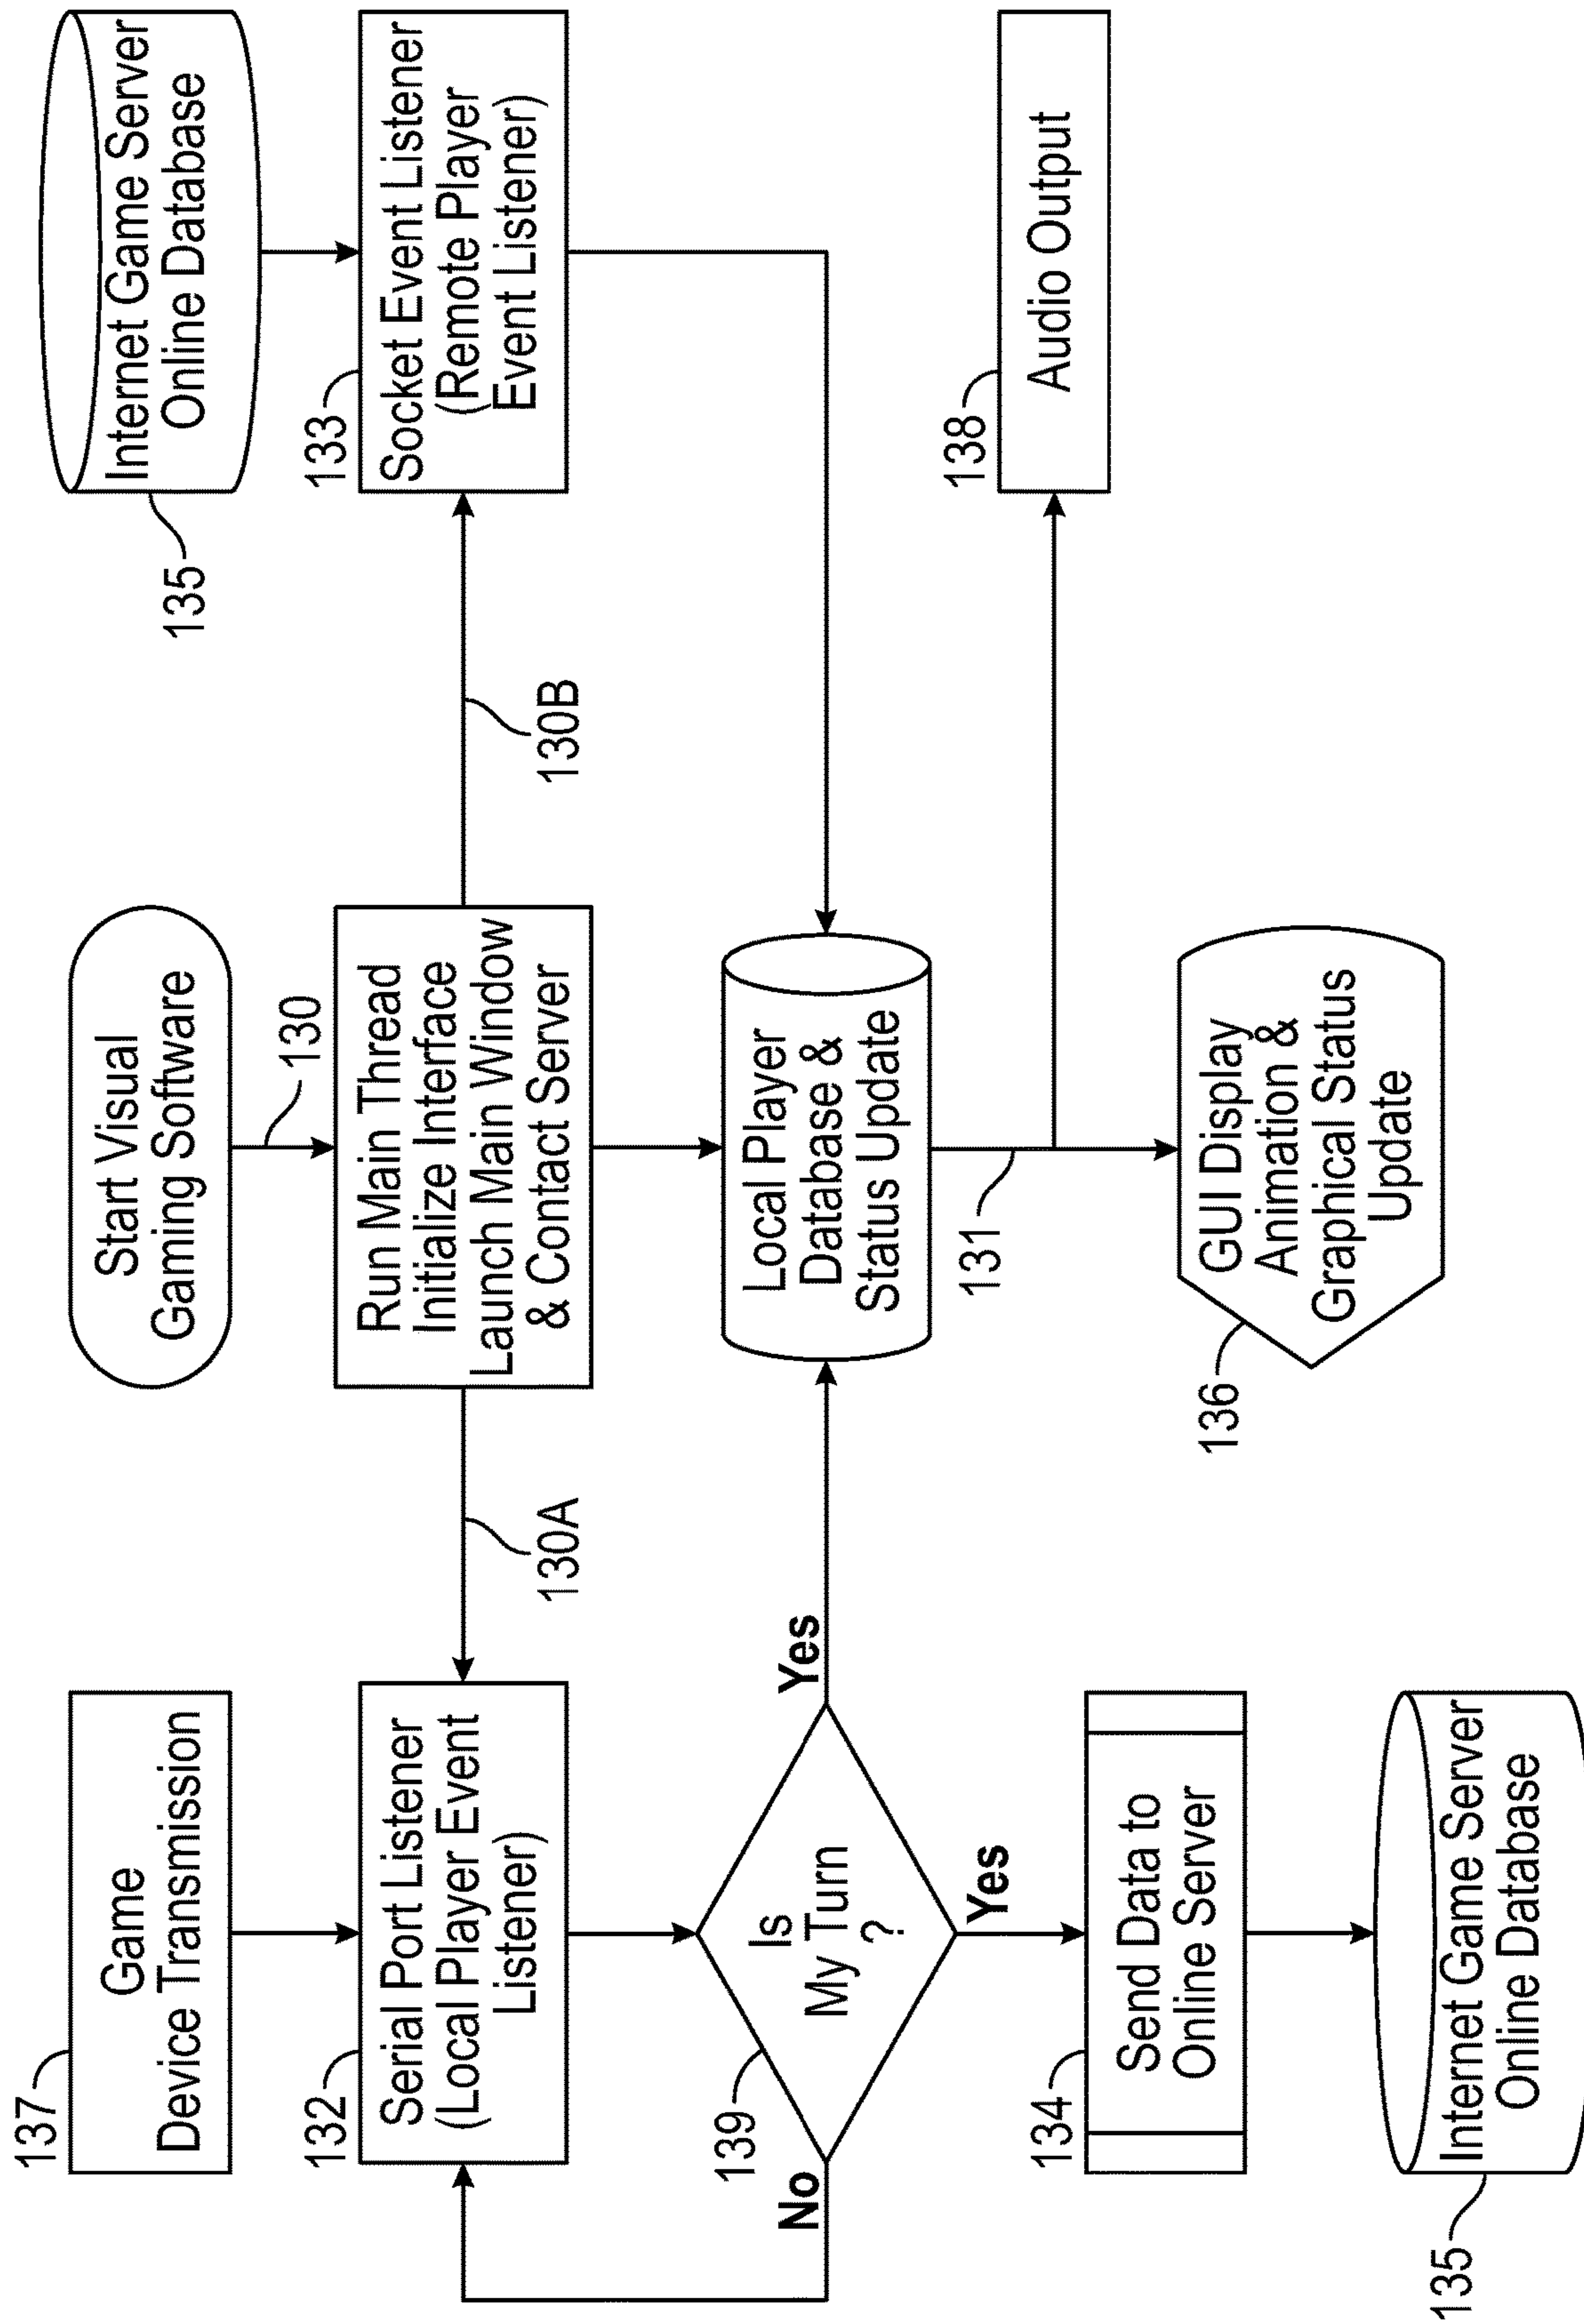 137
Game
Device Transmission
Start Visual
Gaming Software
Internet Game Server
Online Database
135
130
132
Serial Port Listener
(Local Player Event
Listener)
130A
Run Main Thread
Initialize Interface
Launch Main Window
& Contact Server
130B
133
Socket Event Listener
(Remote Player
Event Listener)
139
Is
My Turn
?
No
Yes
Yes
Local Player
Database &
Status Update
131
134
Send Data to
Online Server
138
Audio Output
136
GUI Display
Animation &
Graphical Status
Update
135
Internet Game Server
Online Database